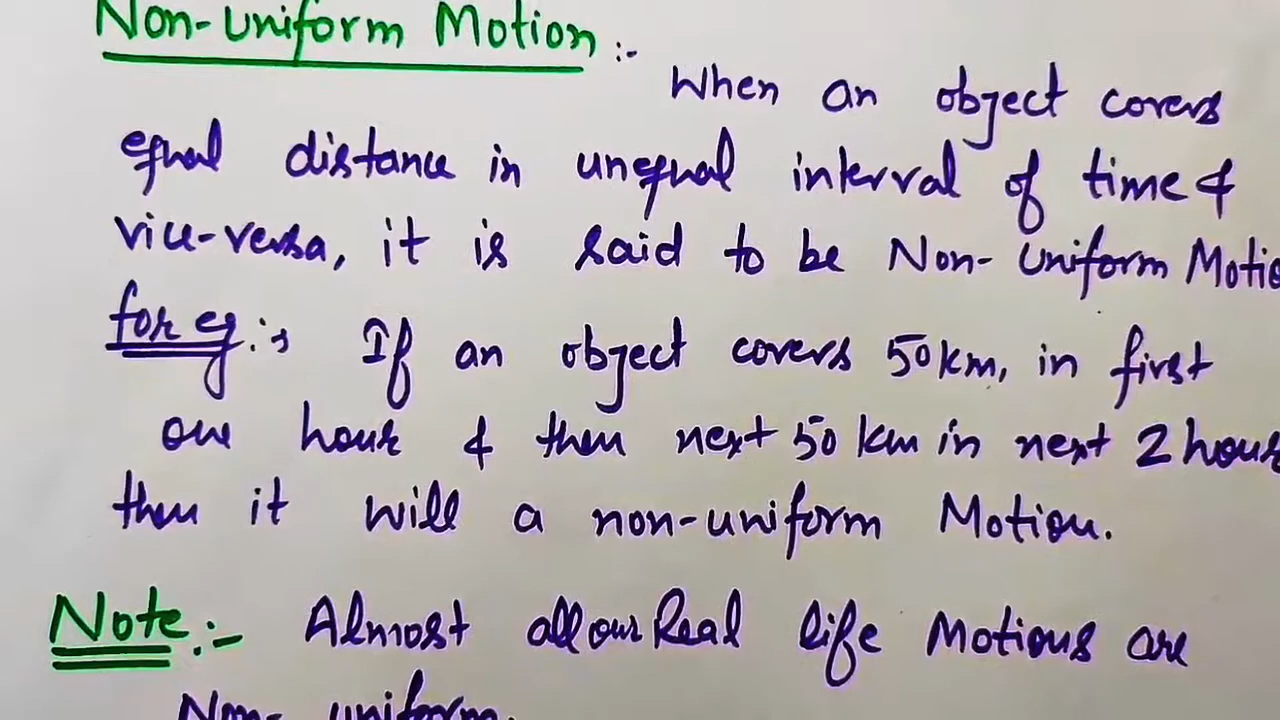 Non-uniform Motion :-
When an object covers
equal distance in unequal interval of time &
vice-versa, it is said to be Non-Uniform Motio
for eg :-, If an object covers 50km, in first
one hour & then next 50 km in next 2 hour
then it will a non-uniform Motion.
Note :- Almost all our Real life Motions are
Non-uniform.